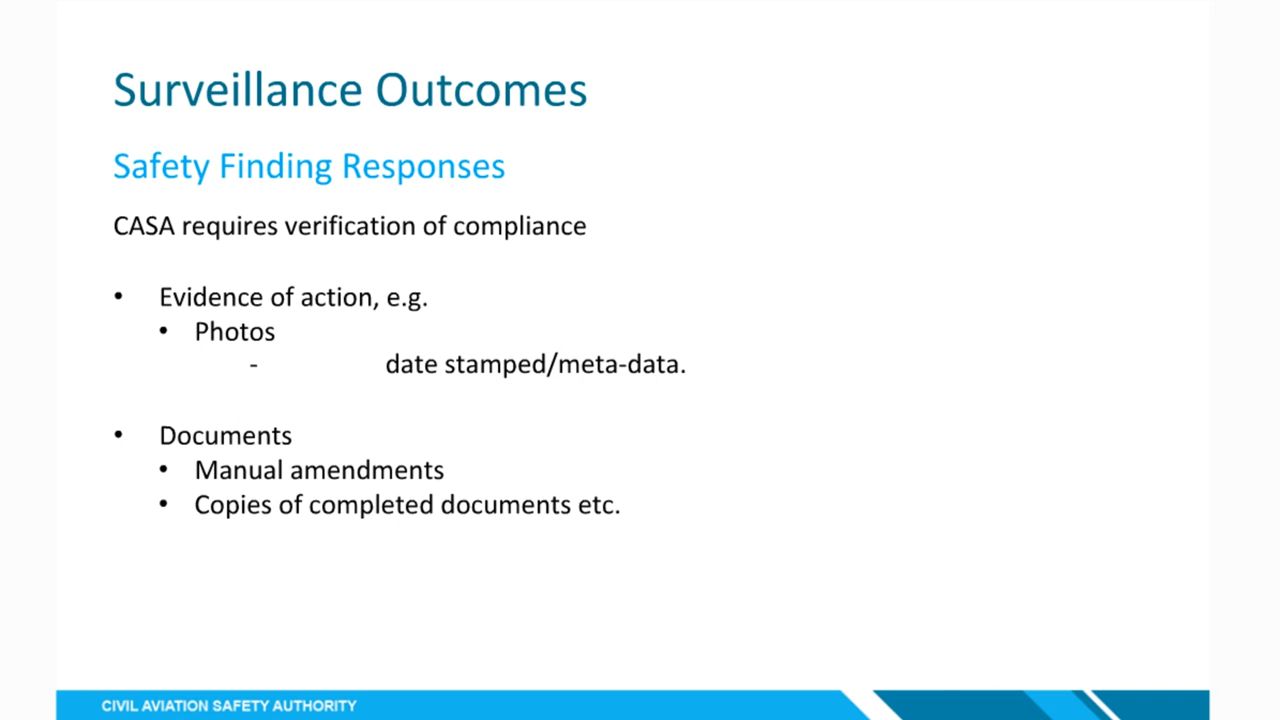 Surveillance Outcomes
Safety Finding Responses
CASA requires verification of compliance
• Evidence of action, e.g.
• Photos
- date stamped/meta-data.
• Documents
• Manual amendments
• Copies of completed documents etc.
CIVIL AVIATION SAFETY AUTHORITY